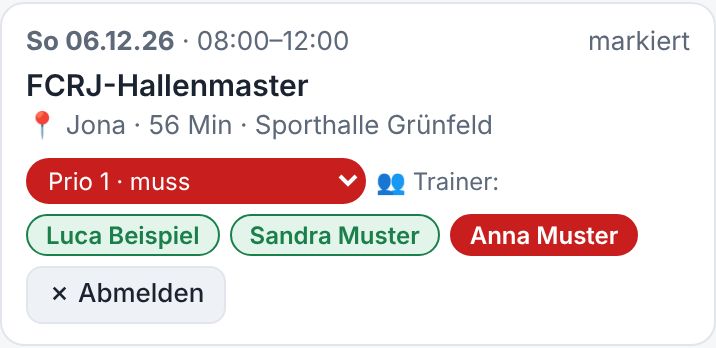 So 06.12.26 · 08:00–12:00 markiert
FCRJ-Hallenmaster
📍 Jona · 56 Min · Sporthalle Grünfeld
Prio 1 · muss 👥 Trainer:
Luca Beispiel Sandra Muster Anna Muster
× Abmelden